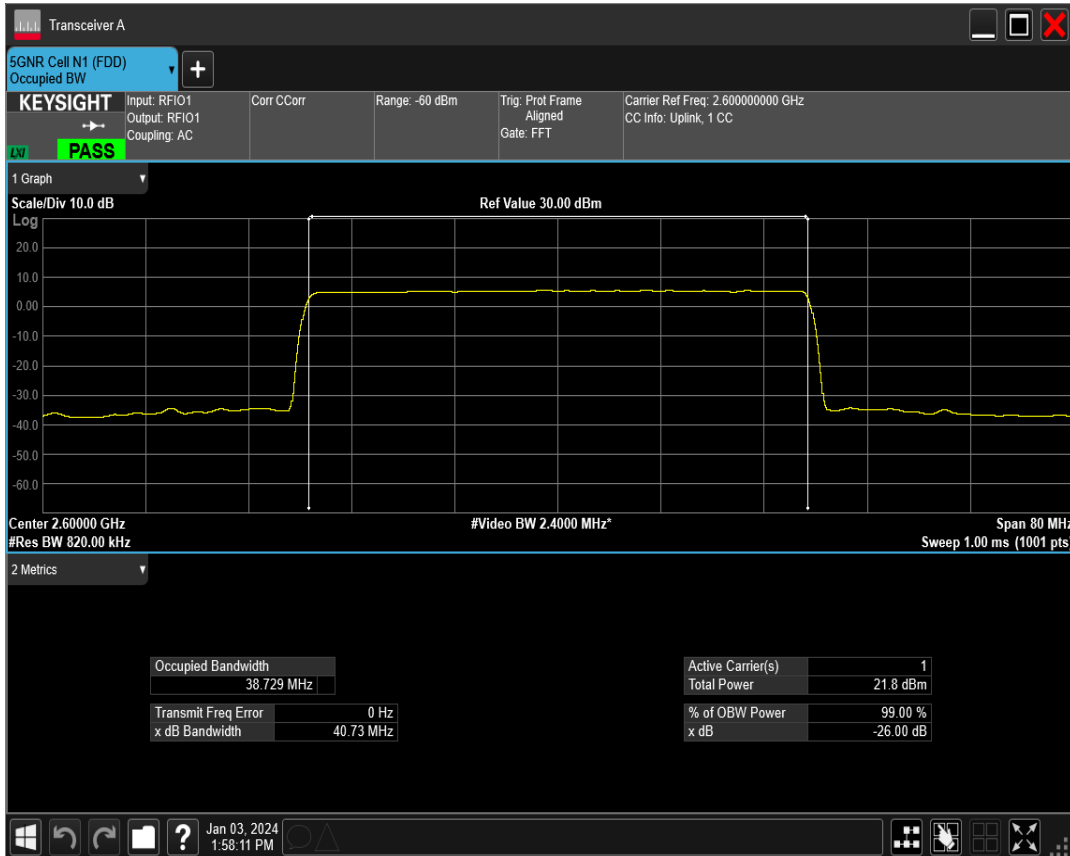 Transceiver A
5GNR Cell N1 (FDD)
Occupied BW
+
KEYSIGHT
LXI
PASS
Input: RFIO1
Output: RFIO1
Coupling: AC
Corr CCorr
Range: -60 dBm
Trig: Prot Frame
Aligned
Gate: FFT
Carrier Ref Freq: 2.600000000 GHz
CC Info: Uplink, 1 CC
1 Graph
Scale/Div 10.0 dB
Ref Value 30.00 dBm
Log
20.0
10.0
0.00
-10.0
-20.0
-30.0
-40.0
-50.0
-60.0
Center 2.60000 GHz
#Video BW 2.4000 MHz*
Span 80 MHz
#Res BW 820.00 kHz
Sweep 1.00 ms (1001 pts)
2 Metrics
Occupied Bandwidth
38.729 MHz
Transmit Freq Error 0 Hz
x dB Bandwidth 40.73 MHz
Active Carrier(s) 1
Total Power 21.8 dBm
% of OBW Power 99.00 %
x dB -26.00 dB
?
Jan 03, 2024
1:58:11 PM